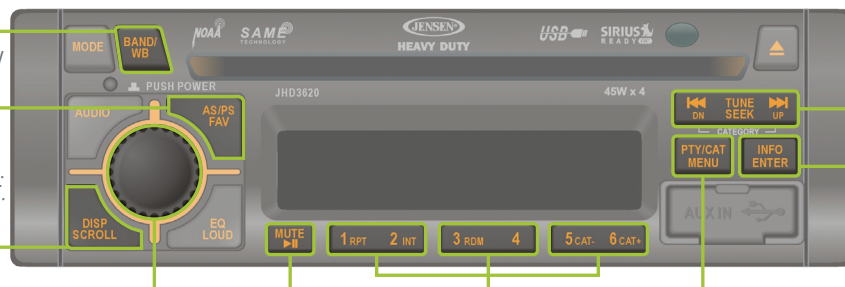 MODE
BAND/
WB
NOAA
SAME
TECHNOLOGY
JENSEN®
HEAVY DUTY
USB
SIRIUS
READY
PUSH POWER
JHD3620
45W x 4
AUDIO
AS/PS
FAV
DISP
SCROLL
EQ
LOUD
MUTE
1 RPT 2 INT
3 RDM 4
5 CAT- 6 CAT+
TUNE
SEEK
DN
UP
CATEGORY
PTY/CAT
MENU
INFO
ENTER
AUX IN